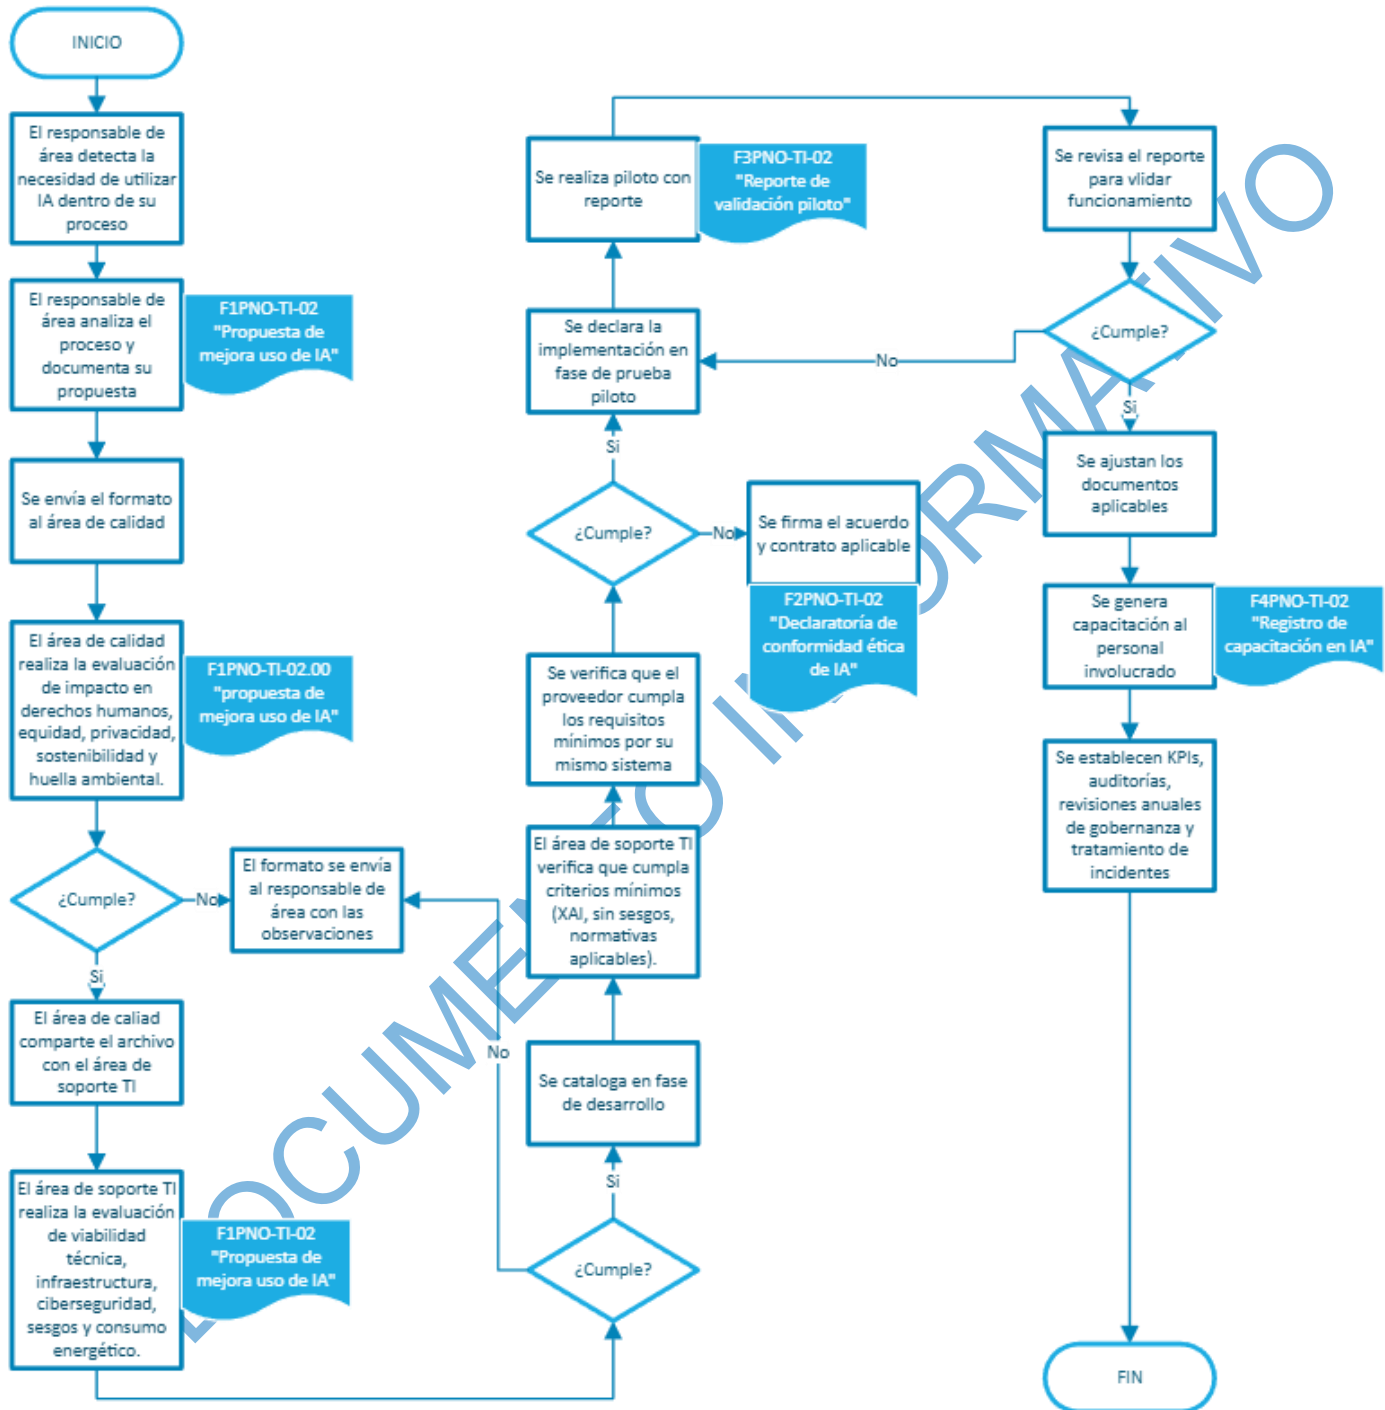 INICIO
El responsable de
área detecta la
necesidad de utilizar
IA dentro de su
proceso
El responsable de
área analiza el
proceso y
documenta su
propuesta
F1PNO-TI-02
"Propuesta de
mejora uso de IA"
Se envía el formato
al área de calidad
El área de calidad
realiza la evaluación
de impacto en
derechos humanos,
equidad, privacidad,
sostenibilidad y
huella ambiental.
F1PNO-TI-02.00
"propuesta de
mejora uso de IA"
¿Cumple?
No
El formato se envía
al responsable de
área con las
observaciones
Si
El área de caliad
comparte el archivo
con el área de
soporte TI
El área de soporte TI
realiza la evaluación
de viabilidad
técnica,
infraestructura,
ciberseguridad,
sesgos y consumo
energético.
F1PNO-TI-02
"Propuesta de
mejora uso de IA"
¿Cumple?
No
Si
Se cataloga en fase
de desarrollo
El área de soporte TI
verifica que cumpla
criterios mínimos
(XAI, sin sesgos,
normativas
aplicables).
Se verifica que el
proveedor cumpla
los requisitos
mínimos por su
mismo sistema
¿Cumple?
No
Se firma el acuerdo
y contrato aplicable
F2PNO-TI-02
"Declaratoría de
conformidad ética
de IA"
Si
Se declara la
implementación en
fase de prueba
piloto
Se realiza piloto con
reporte
F3PNO-TI-02
"Reporte de
validación piloto"
Se revisa el reporte
para vlidar
funcionamiento
¿Cumple?
No
Si
Se ajustan los
documentos
aplicables
Se genera
capacitación al
personal
involucrado
F4PNO-TI-02
"Registro de
capacitación en IA"
Se establecen KPIs,
auditorías,
revisiones anuales
de gobernanza y
tratamiento de
incidentes
FIN
DOCUMENTO INFORMATIVO